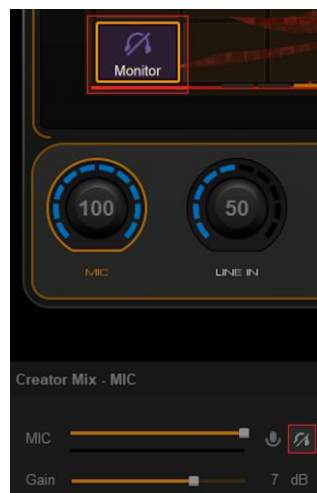 Monitor
100
50
MIC
LINE IN
Creator Mix - MIC
MIC
Gain 7 dB